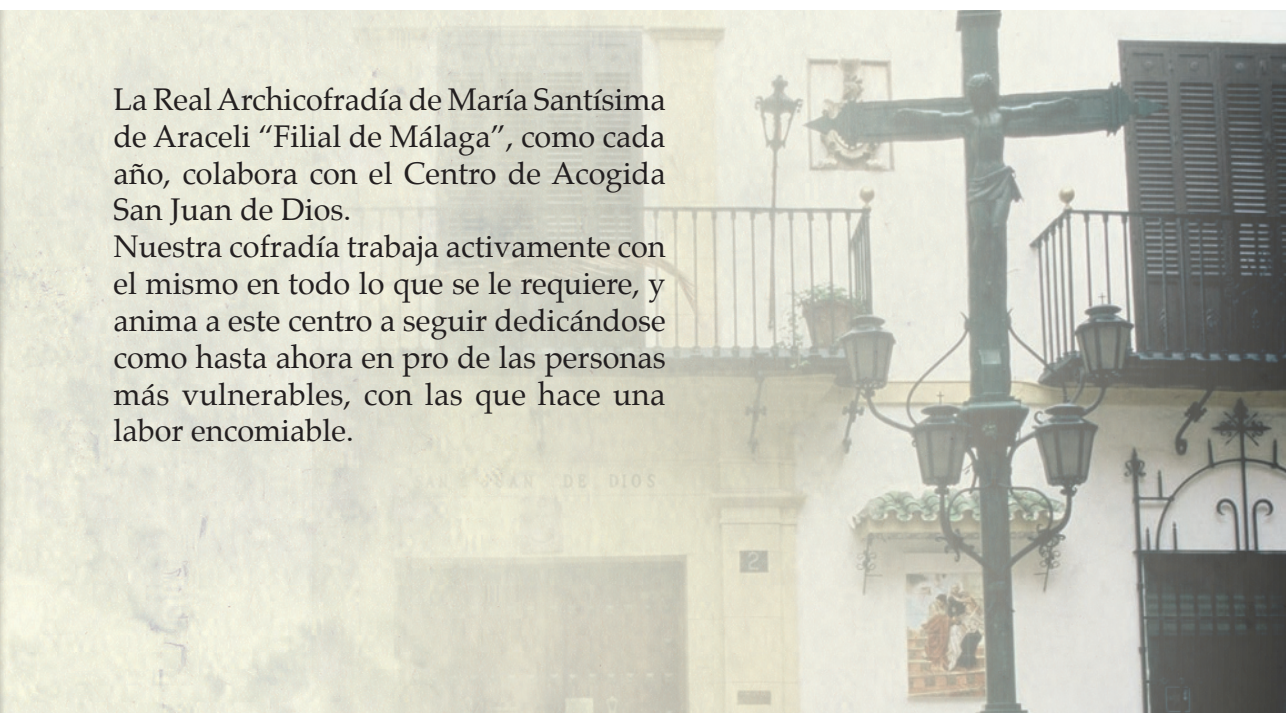 La Real Archicofradía de María Santísima
de Araceli “Filial de Málaga”, como cada
año, colabora con el Centro de Acogida
San Juan de Dios.
Nuestra cofradía trabaja activamente con
el mismo en todo lo que se le requiere, y
anima a este centro a seguir dedicándose
como hasta ahora en pro de las personas
más vulnerables, con las que hace una
labor encomiable.
SAN JUAN DE DIOS
2